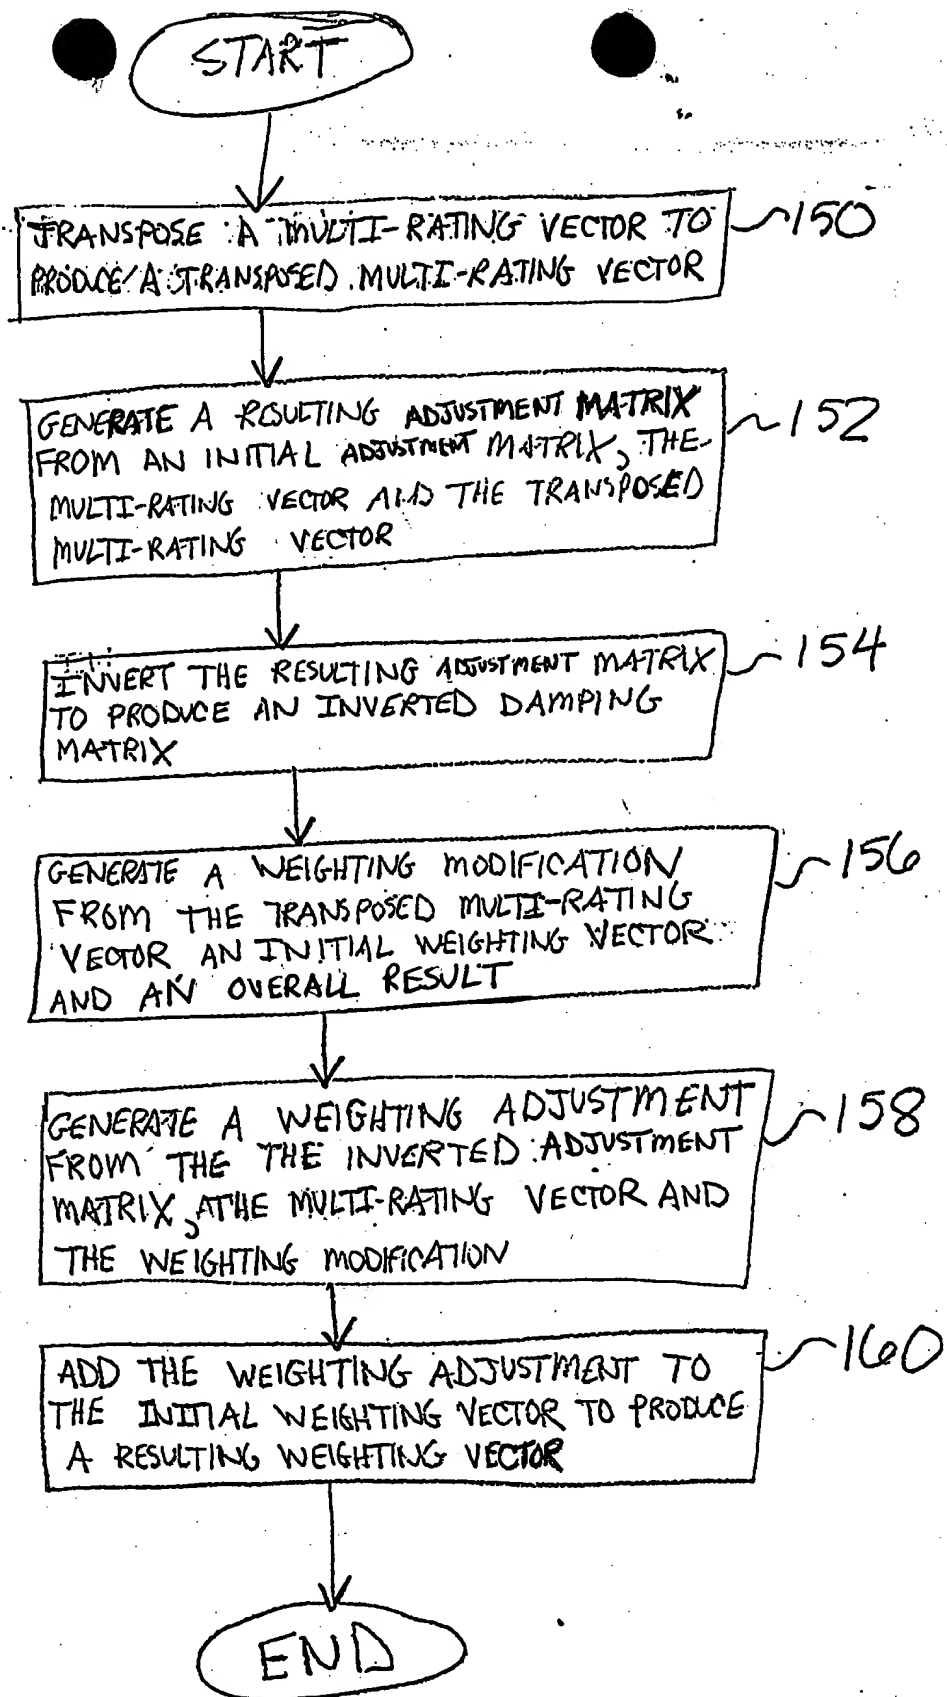 START
TRANSPOSE A MULTI-RATING VECTOR TO
PRODUCE A TRANSPOSED MULTI-RATING VECTOR
150
GENERATE A RESULTING ADJUSTMENT MATRIX
FROM AN INITIAL ADJUSTMENT MATRIX, THE
MULTI-RATING VECTOR AND THE TRANSPOSED
MULTI-RATING VECTOR
152
INVERT THE RESULTING ADJUSTMENT MATRIX
TO PRODUCE AN INVERTED DAMPING
MATRIX
154
GENERATE A WEIGHTING MODIFICATION
FROM THE TRANSPOSED MULTI-RATING
VECTOR AN INITIAL WEIGHTING VECTOR
AND AN OVERALL RESULT
156
GENERATE A WEIGHTING ADJUSTMENT
FROM THE THE INVERTED ADJUSTMENT
MATRIX, ATHE MULTI-RATING VECTOR AND
THE WEIGHTING MODIFICATION
158
ADD THE WEIGHTING ADJUSTMENT TO
THE INITIAL WEIGHTING VECTOR TO PRODUCE
A RESULTING WEIGHTING VECTOR
160
END